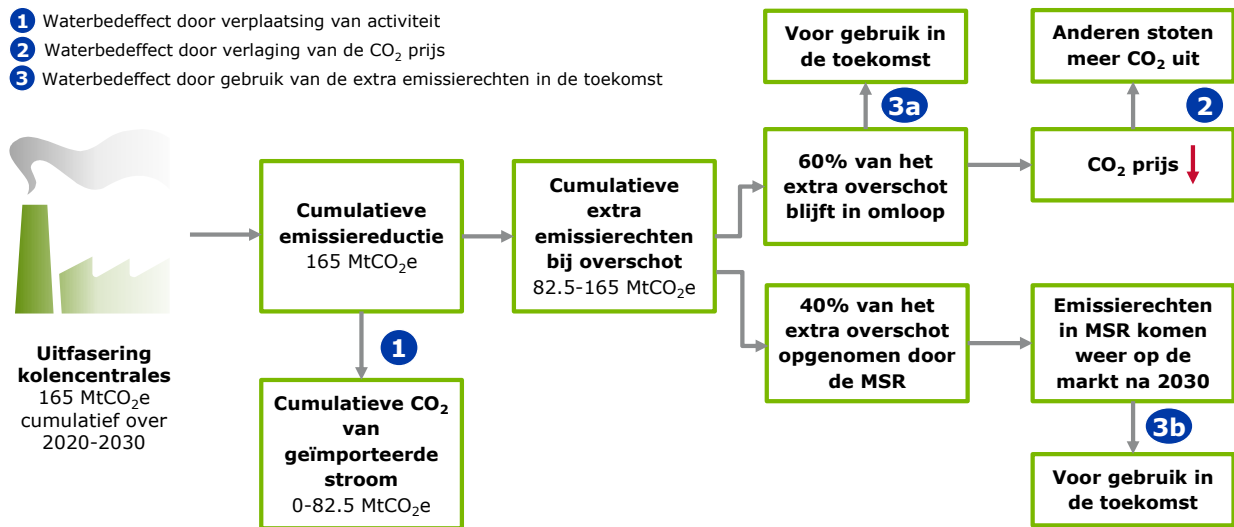 1 Waterbedeffect door verplaatsing van activiteit
2 Waterbedeffect door verlaging van de CO₂ prijs
3 Waterbedeffect door gebruik van de extra emissierechten in de toekomst
Uitfasering
kolencentrales
165 MtCO₂e
cumulatief over
2020-2030
Cumulatieve
emissiereductie
165 MtCO₂e
1
Cumulatieve CO₂
van
geïmporteerde
stroom
0-82.5 MtCO₂e
Cumulatieve
extra
emissierechten
bij overschot
82.5-165 MtCO₂e
Voor gebruik in
de toekomst
3a
60% van het
extra overschot
blijft in omloop
Anderen stoten
meer CO₂ uit
2
CO₂ prijs
40% van het
extra overschot
opgenomen door
de MSR
Emissierechten
in MSR komen
weer op de
markt na 2030
3b
Voor gebruik in
de toekomst